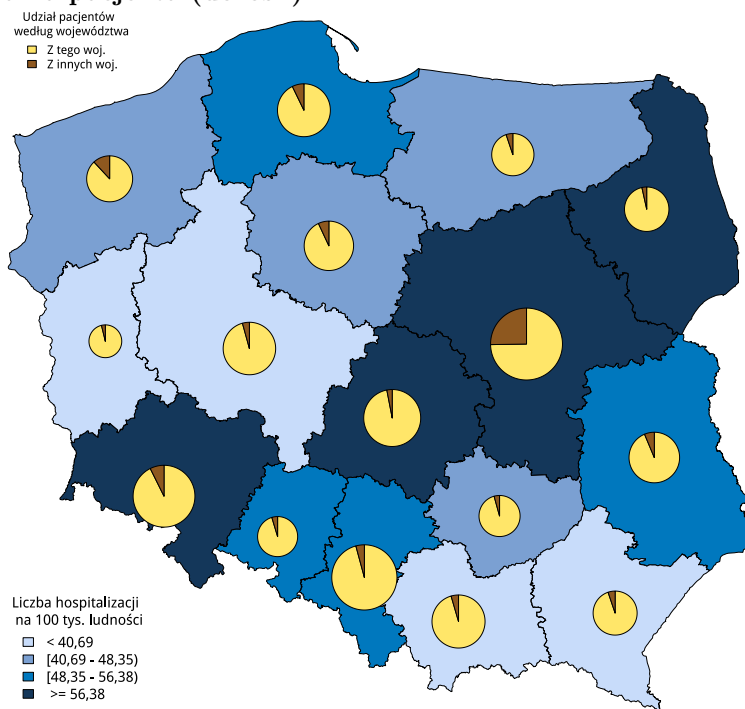 Udział pacjentów
według województwa
Z tego woj.
Z innych woj.
Liczba hospitalizacji
na 100 tys. ludności
< 40,69
[40,69 - 48,35)
[48,35 - 56,38)
>= 56,38